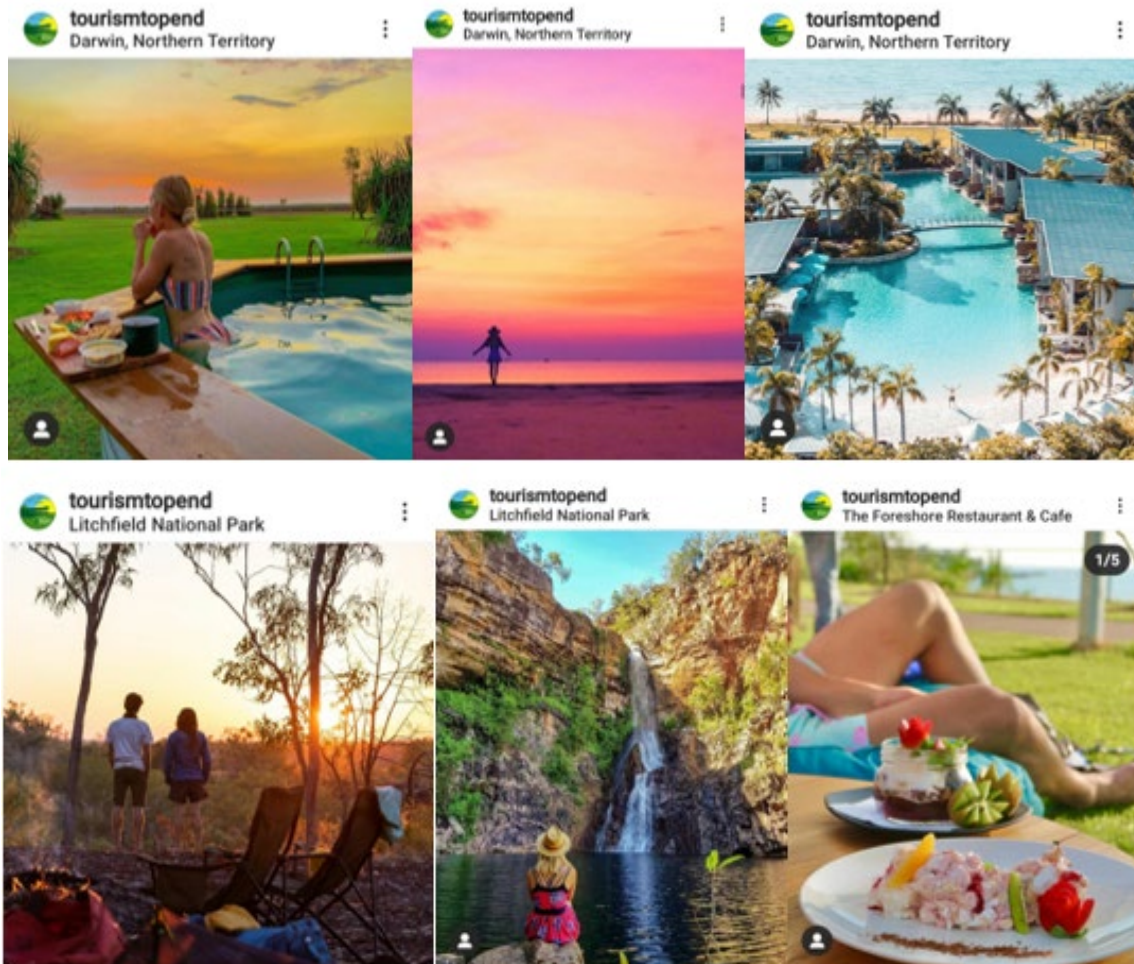 tourismtopend
Darwin, Northern Territory
tourismtopend
Darwin, Northern Territory
tourismtopend
Darwin, Northern Territory
tourismtopend
Litchfield National Park
tourismtopend
Litchfield National Park
tourismtopend
The Foreshore Restaurant & Cafe
1/5